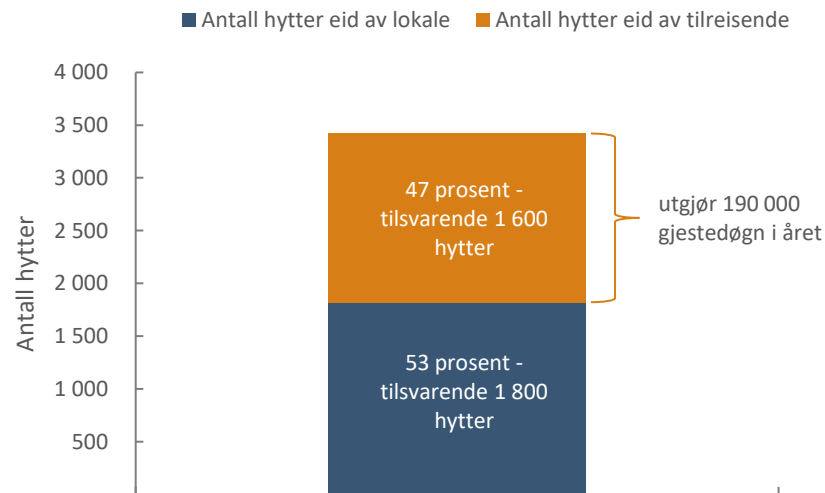 Antall hytter eid av lokale Antall hytter eid av tilreisende
4 000
3 500
3 000
2 500
2 000
1 500
1 000
500
Antall hytter
47 prosent -
tilsvarende 1 600
hytter
53 prosent -
tilsvarende 1 800
hytter
utgjør 190 000
gjestedøgn i året